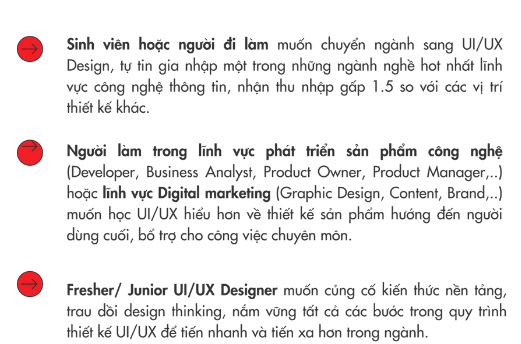 Sinh viên hoặc người đi làm muốn chuyển ngành sang UI/UX
Design, tự tin gia nhập một trong những ngành nghề hot nhất lĩnh
vực công nghệ thông tin, nhận thu nhập gấp 1.5 so với các vị trí
thiết kế khác.
Người làm trong lĩnh vực phát triển sản phẩm công nghệ
(Developer, Business Analyst, Product Owner, Product Manager,..)
hoặc lĩnh vực Digital marketing (Graphic Design, Content, Brand,..)
muốn học UI/UX hiểu hơn về thiết kế sản phẩm hướng đến người
dùng cuối, bổ trợ cho công việc chuyên môn.
Fresher/ Junior UI/UX Designer muốn củng cố kiến thức nền tảng,
trau dồi design thinking, nắm vững tất cả các bước trong quy trình
thiết kế UI/UX để tiến nhanh và tiến xa hơn trong ngành.